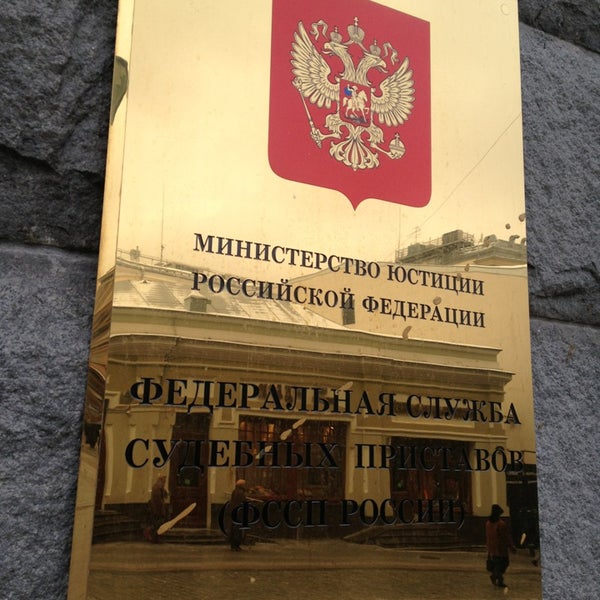 МИНИСТЕРСТВО ЮСТИЦИИ
РОССИЙСКОЙ ФЕДЕРАЦИИ
ФЕДЕРАЛЬНАЯ СЛУЖБА
СУДЕБНЫХ ПРИСТАВОВ
(ФССП РОССИИ)